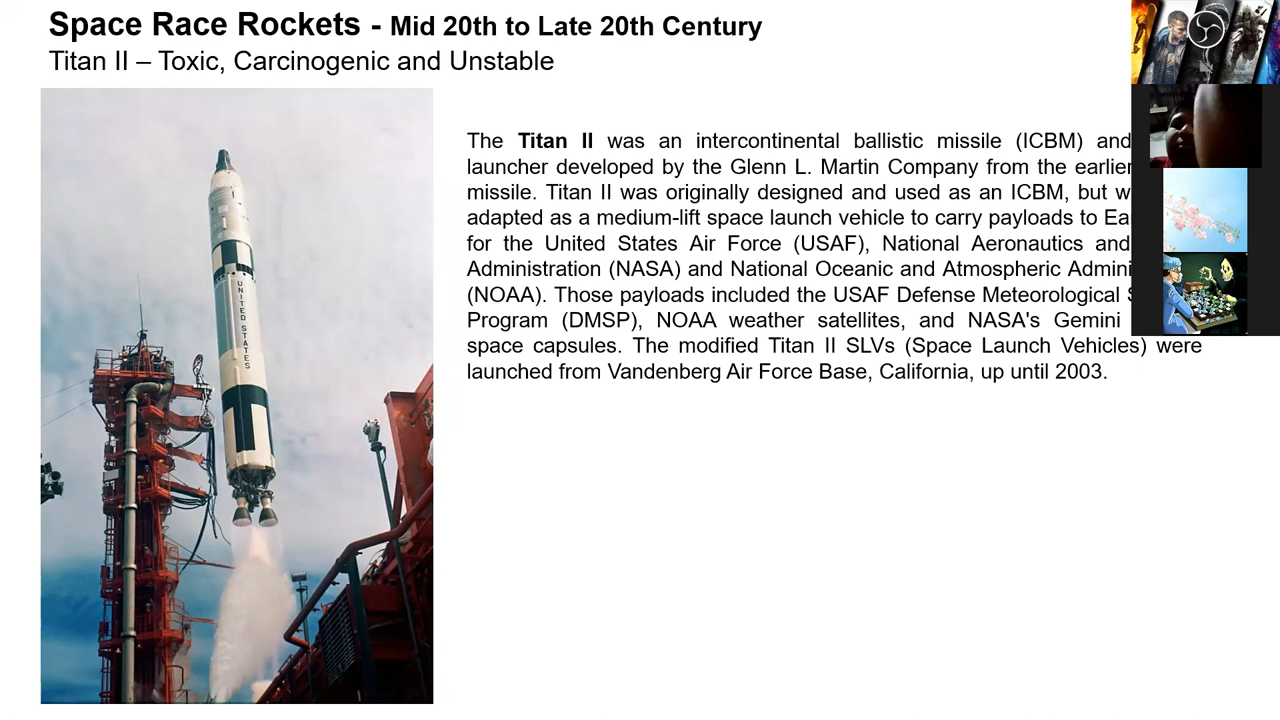 Space Race Rockets - Mid 20th to Late 20th Century
Titan II – Toxic, Carcinogenic and Unstable
The Titan II was an intercontinental ballistic missile (ICBM) and
launcher developed by the Glenn L. Martin Company from the earlier
missile. Titan II was originally designed and used as an ICBM, but
adapted as a medium-lift space launch vehicle to carry payloads to
for the United States Air Force (USAF), National Aeronautics and
Administration (NASA) and National Oceanic and Atmospheric
(NOAA). Those payloads included the USAF Defense Meteorological
Program (DMSP), NOAA weather satellites, and NASA's Gemini
space capsules. The modified Titan II SLVs (Space Launch Vehicles) were
launched from Vandenberg Air Force Base, California, up until 2003.
UNITED STATES